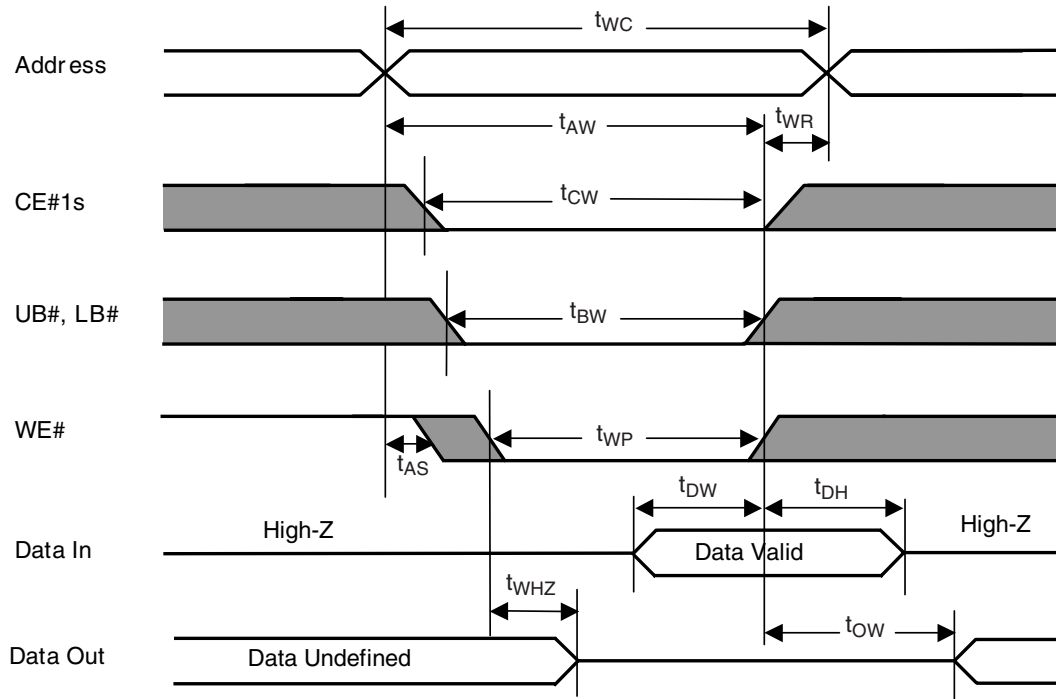 tWC
Address
tAW
tWR
CE#1s
tCW
UB#, LB#
tBW
WE#
tWP
tAS
tDW
tDH
High-Z
High-Z
Data In
Data Valid
tWHZ
tOW
Data Out
Data Undefined